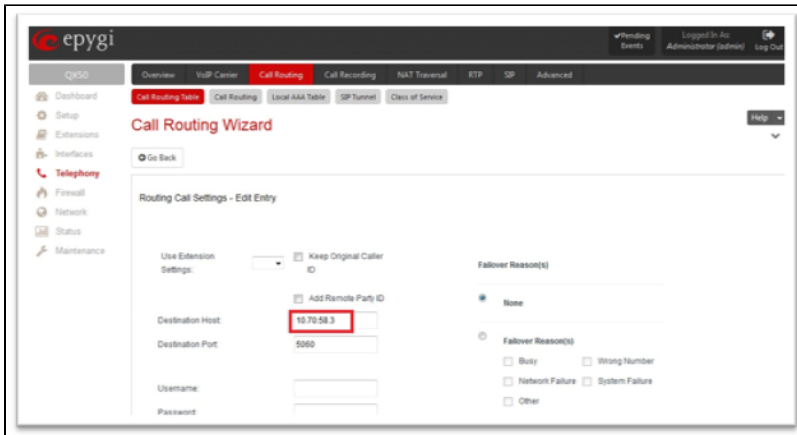 epygi
✔Pending Events
Logged In As: Administrator (admin)
Log Out
QX50
Overview VoIP Carrier Call Routing Call Recording NAT Traversal RTP SIP Advanced
Dashboard
Setup
Extensions
Interfaces
Telephony
Firewall
Network
Status
Maintenance
Call Routing Table Call Routing Local AAA Table SIP Tunnel Class of Service
Call Routing Wizard
Help
Go Back
Routing Call Settings - Edit Entry
Use Extension Settings:
Keep Original Caller ID
Add Remote Party ID
Destination Host: 10.70.58.3
Destination Port: 5060
Username:
Password:
Failover Reason(s)
None
Failover Reason(s)
Busy Wrong Number
Network Failure System Failure
Other